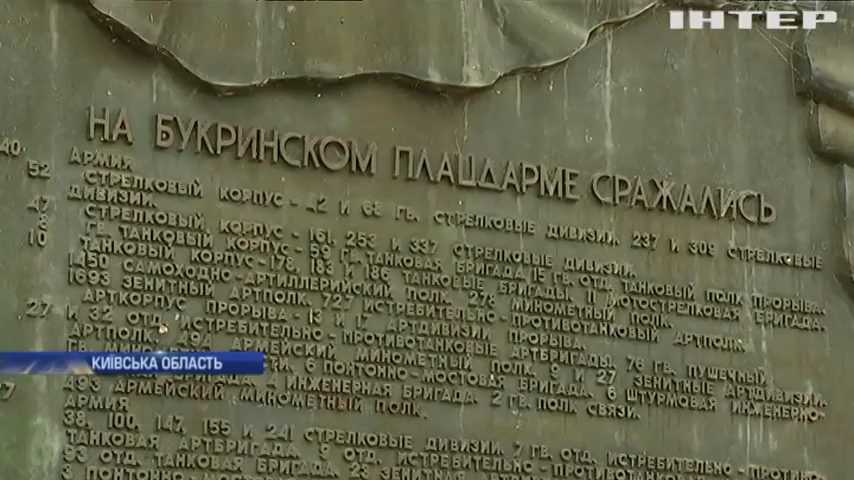 ІНТЕР
НА БУКРИНСКОМ ПЛАЦДАРМЕ СРАЖАЛИСЬ
40 АРМИЯ
52 СТРЕЛКОВЫЙ КОРПУС - 42 И 68 ГВ. СТРЕЛКОВЫЕ ДИВИЗИИ. 237 И 309 СТРЕЛКОВЫЕ
ДИВИЗИИ.
47 СТРЕЛКОВЫЙ КОРПУС - 161, 253 И 337 СТРЕЛКОВЫЕ ДИВИЗИИ.
8 ГВ. ТАНКОВЫЙ КОРПУС - 59 ГВ. ТАНКОВАЯ БРИГАДА. 15 ГВ. ОТД. ТАНКОВЫЙ ПОЛК ПРОРЫВА.
10 ТАНКОВЫЙ КОРПУС - 178, 183 И 186 ТАНКОВЫЕ БРИГАДЫ, 11 МОТОСТРЕЛКОВАЯ БРИГАДА.
1450 САМОХОДНО-АРТИЛЛЕРИЙСКИЙ ПОЛК. 278 МИНОМЕТНЫЙ ПОЛК.
1693 ЗЕНИТНЫЙ АРТПОЛК. 727 ИСТРЕБИТЕЛЬНО-ПРОТИВОТАНКОВЫЙ АРТПОЛК.
АРТКОРПУС ПРОРЫВА - 13 И 17 АРТДИВИЗИИ ПРОРЫВА.
27 И 32 ОТД. ИСТРЕБИТЕЛЬНО-ПРОТИВОТАНКОВЫЕ АРТБРИГАДЫ. 76 ГВ. ПУШЕЧНЫЙ
АРТПОЛК. 494 АРМЕЙСКИЙ МИНОМЕТНЫЙ ПОЛК. 9 И 27 ЗЕНИТНЫЕ АРТДИВИЗИИ.
ГВ. 6 ПОНТОННО-МОСТОВАЯ БРИГАДА. 6 ШТУРМОВАЯ ИНЖЕНЕРНО-
БРИГАДА. 4 ИНЖЕНЕРНАЯ БРИГАДА. 2 ГВ. ПОЛК СВЯЗИ.
493 АРМЕЙСКИЙ МИНОМЕТНЫЙ ПОЛК.
АРМИЯ
38, 100, 147, 155 И 241 СТРЕЛКОВЫЕ ДИВИЗИИ. 7 ГВ. ОТД. ИСТРЕБИТЕЛЬНО-ПРОТИВО
ТАНКОВАЯ АРТБРИГАДА. 9 ОТД. ИСТРЕБИТЕЛЬНО-ПРОТИВОТАНКОВАЯ
ОТД. ТАНКОВАЯ БРИГАДА. 23 ЗЕНИТНАЯ
3 ПОНТОННО-
КИЇВСЬКА ОБЛАСТЬ